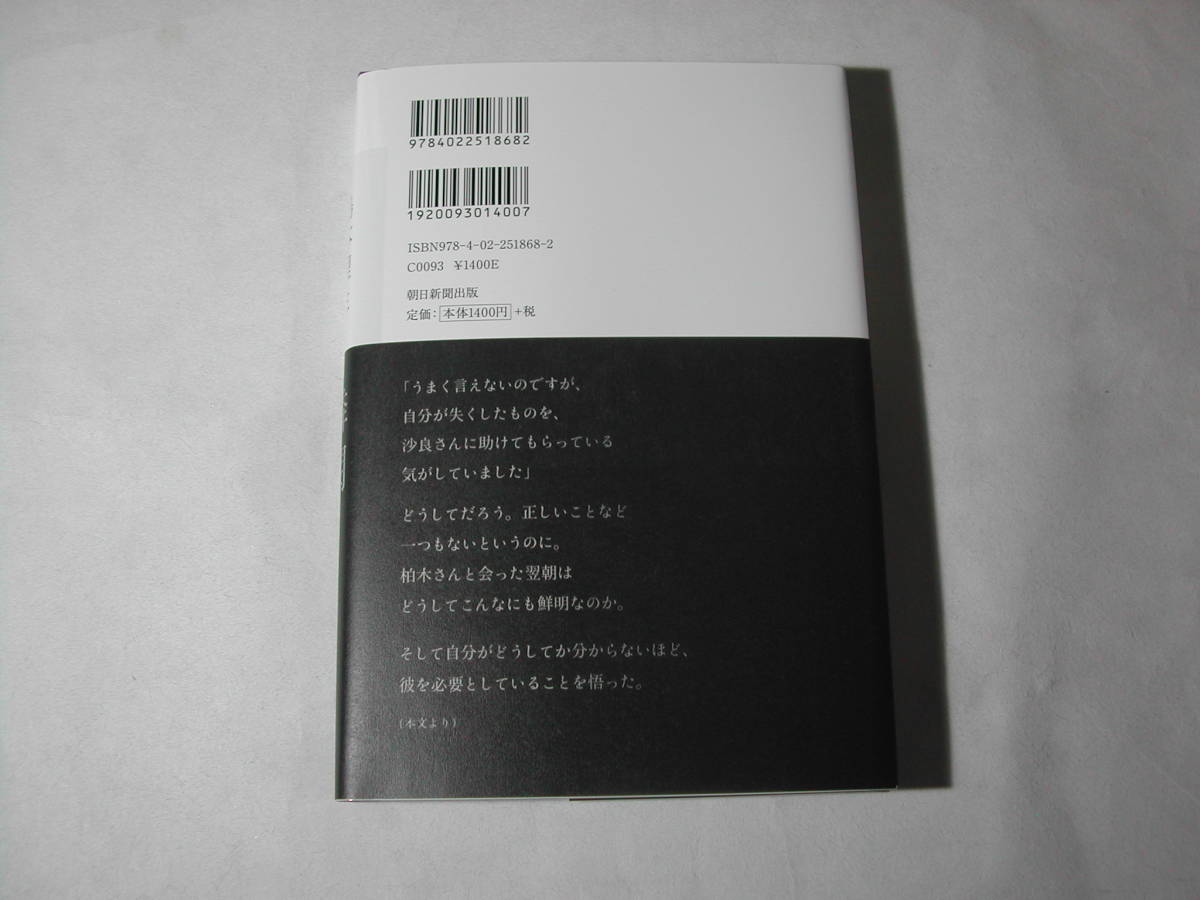 9784022518682
1920093014007
ISBN978-4-02-251868-2
C0093 ¥1400E
朝日新聞出版
定価：本体1400円+税
「うまく言えないのですが、
自分が失くしたものを、
沙良さんに助けてもらっている
気がしていました」
どうしてだろう。正しいことなど
一つもないというのに。
柏木さんと会った翌朝は
どうしてこんなにも鮮明なのか。
そして自分がどうしてか分からないほど、
彼を必要としていることを悟った。
(本文より)